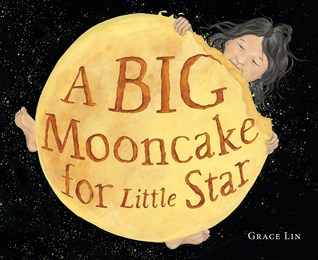 A BIG
Mooncake
for Little Star
GRACE LIN